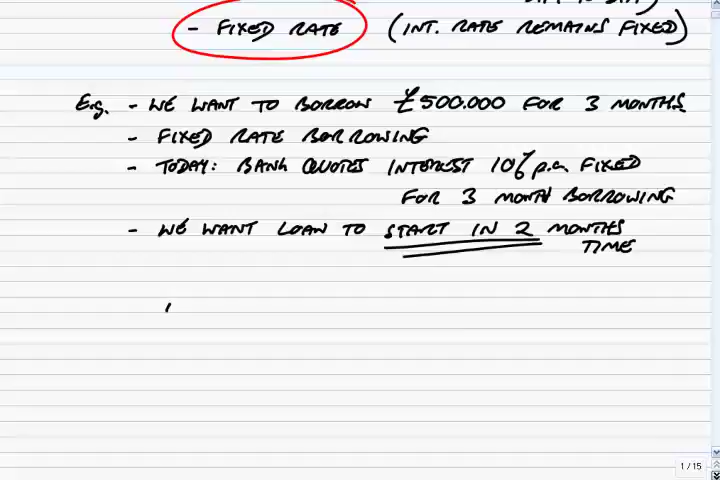 - FIXED RATE (INT. RATE REMAINS FIXED)
E.g. - WE WANT TO BORROW £500.000 FOR 3 MONTHS
- FIXED RATE BORROWING
- TODAY: BANK QUOTES INTEREST 10% p.a. FIXED
FOR 3 MONTH BORROWING
- WE WANT LOAN TO START IN 2 MONTHS
TIME
1 / 15